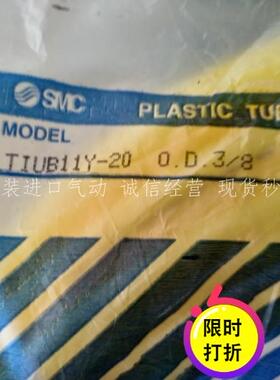 SMC PLASTIC TUB
MODEL
TIUB11Y-20 O.D.3/8
装进口气动 诚信经营 现货秒
限时
打折